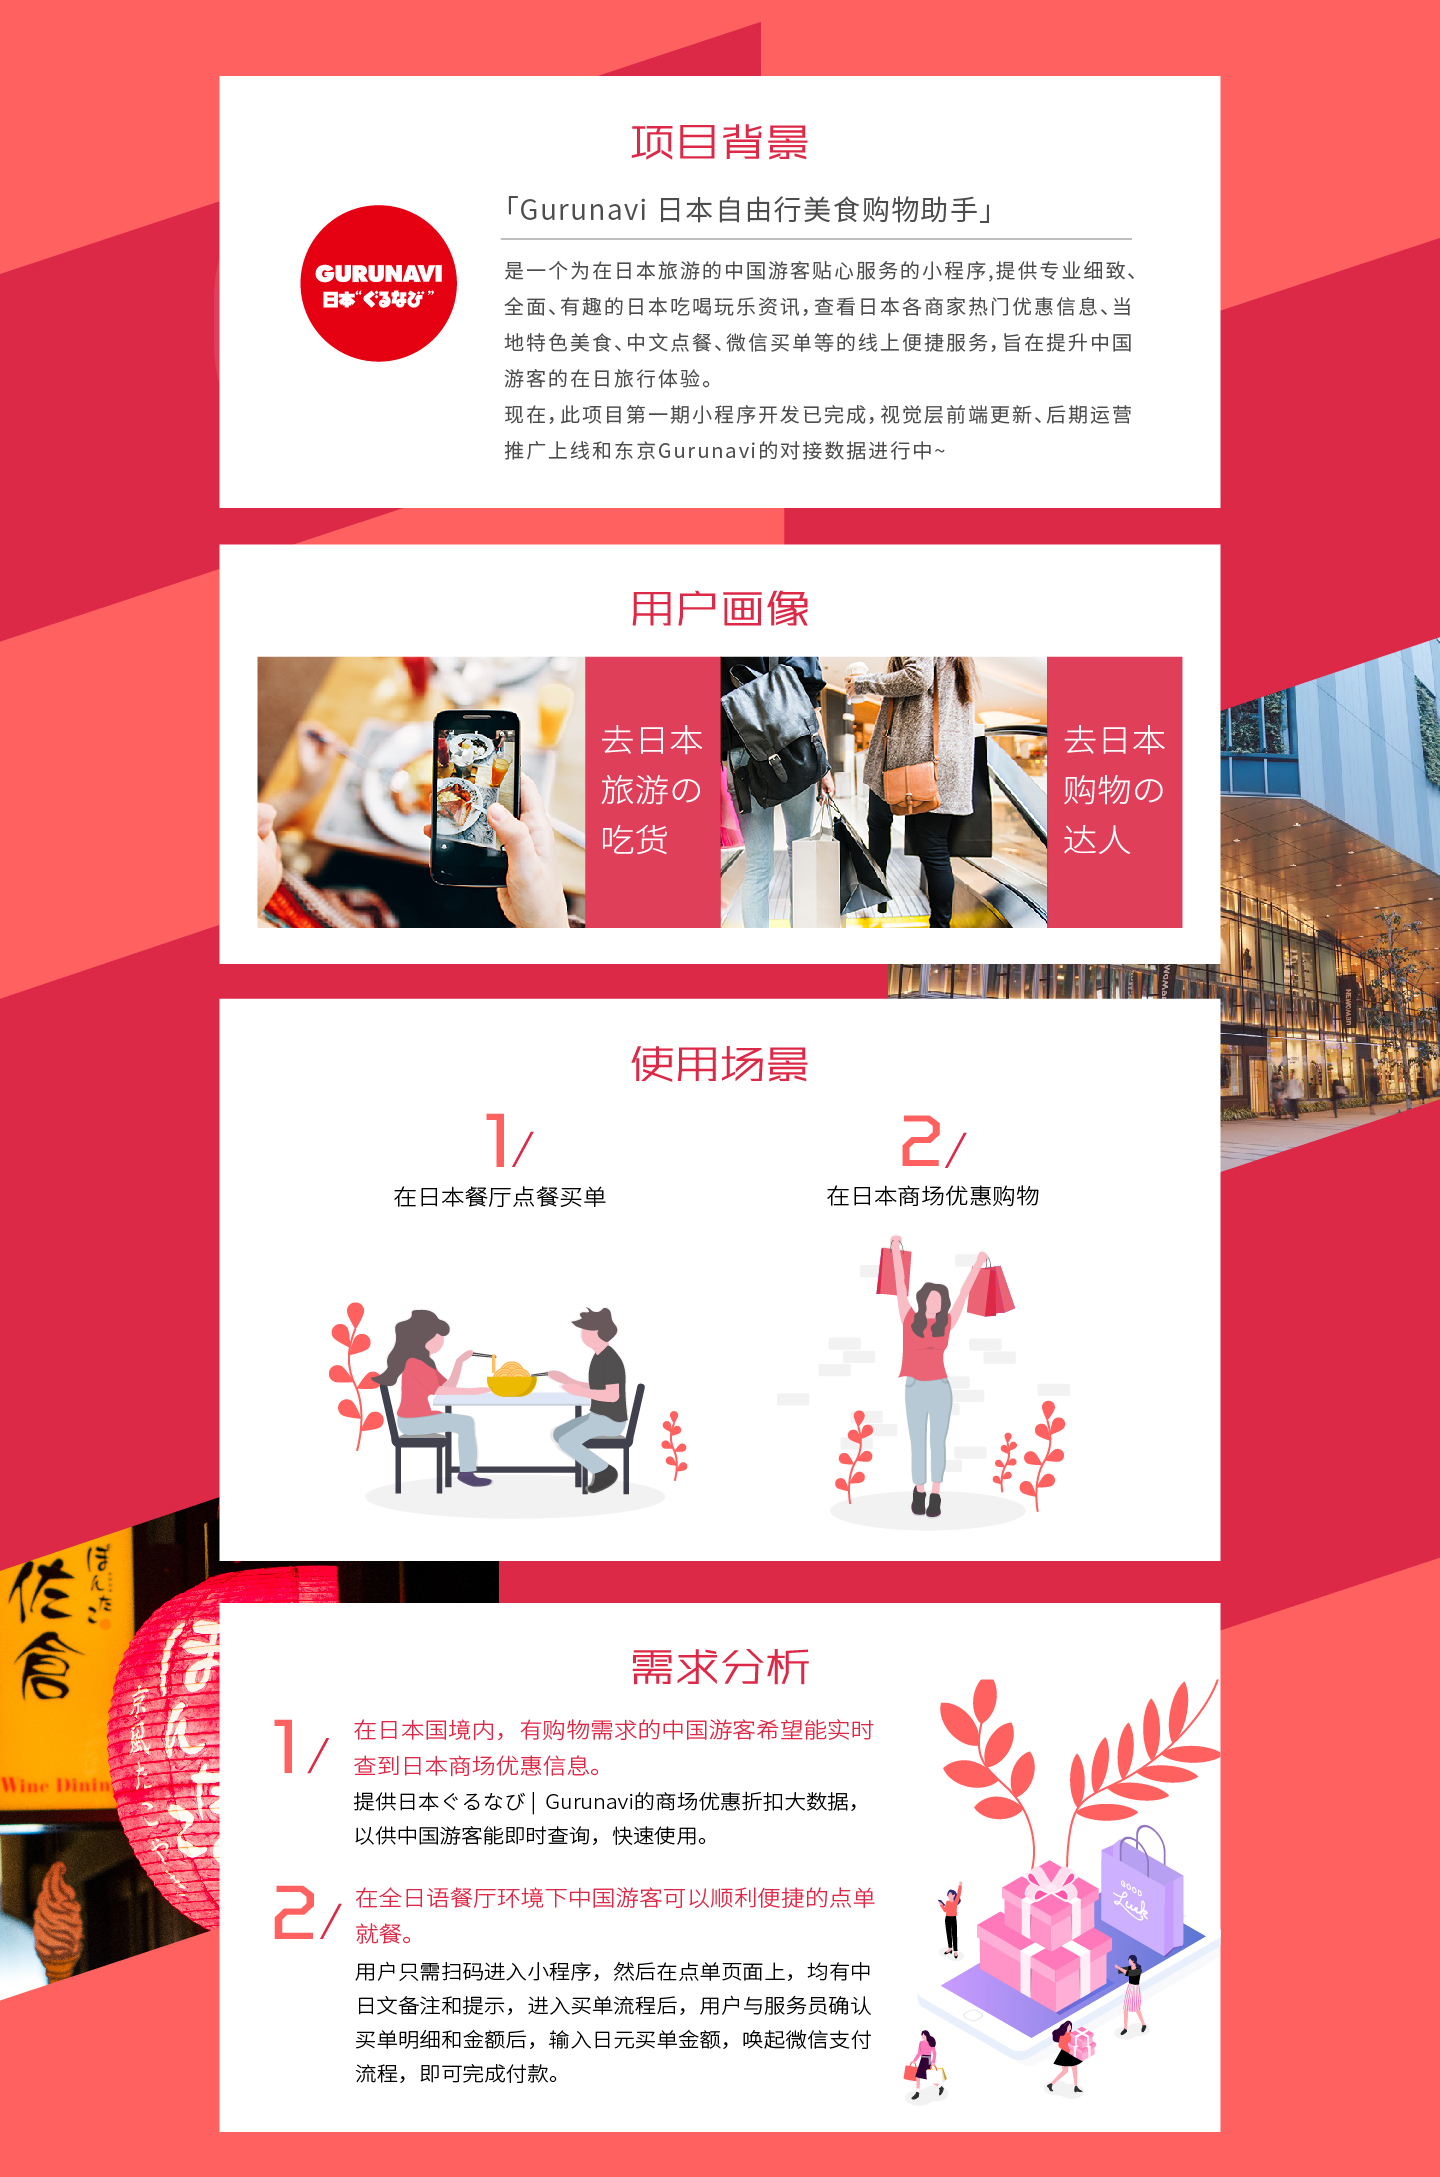 项目背景
GURUNAVI
日本“ぐるなび”
「Gurunavi 日本自由行美食购物助手」
是一个为在日本旅游的中国游客贴心服务的小程序,提供专业细致、
全面、有趣的日本吃喝玩乐资讯，查看日本各商家热门优惠信息、当
地特色美食、中文点餐、微信买单等的线上便捷服务，旨在提升中国
游客的在日旅行体验。
现在，此项目第一期小程序开发已完成，视觉层前端更新、后期运营
推广上线和东京Gurunavi的对接数据进行中~
用户画像
去日本
旅游の
吃货
去日本
购物の
达人
NEWoMan
使用场景
1/
在日本餐厅点餐买单
2/
在日本商场优惠购物
佐倉
ぽんたこ
Wine Dinin
京風たこやき
需求分析
1/
在日本国境内，有购物需求的中国游客希望能实时
查到日本商场优惠信息。
提供日本ぐるなび| Gurunavi的商场优惠折扣大数据，
以供中国游客能即时查询，快速使用。
2/
在全日语餐厅环境下中国游客可以顺利便捷的点单
就餐。
用户只需扫码进入小程序，然后在点单页面上，均有中
日文备注和提示，进入买单流程后，用户与服务员确认
买单明细和金额后，输入日元买单金额，唤起微信支付
流程，即可完成付款。
GOOD
Luck